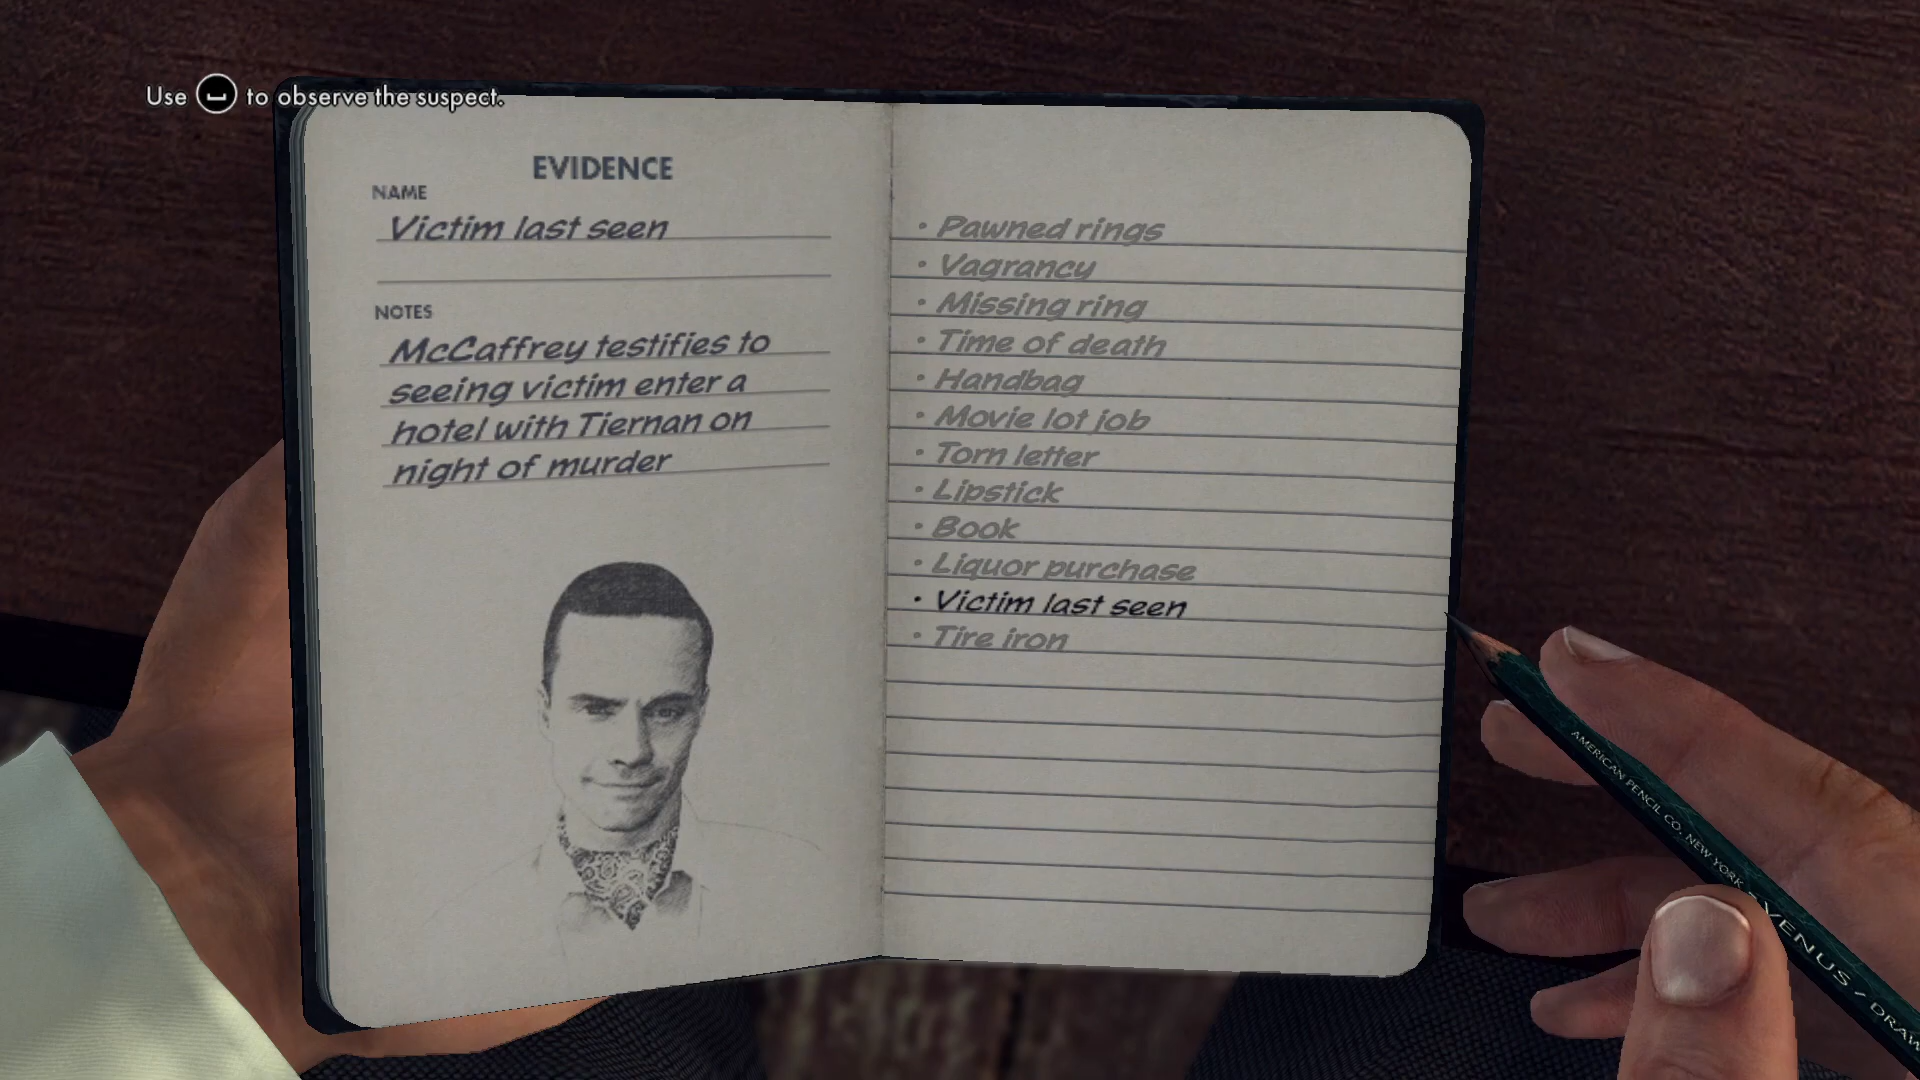 Use to observe the suspect.
EVIDENCE
NAME
Victim last seen
NOTES
McCaffrey testifies to
seeing victim enter a
hotel with Tiernan on
night of murder
• Pawned rings
• Vagrancy
• Missing ring
• Time of death
• Handbag
• Movie lot job
• Torn letter
• Lipstick
• Book
• Liquor purchase
• Victim last seen
• Tire iron
AMERICAN PENCIL CO. NEW YORK VENUS / DRAW